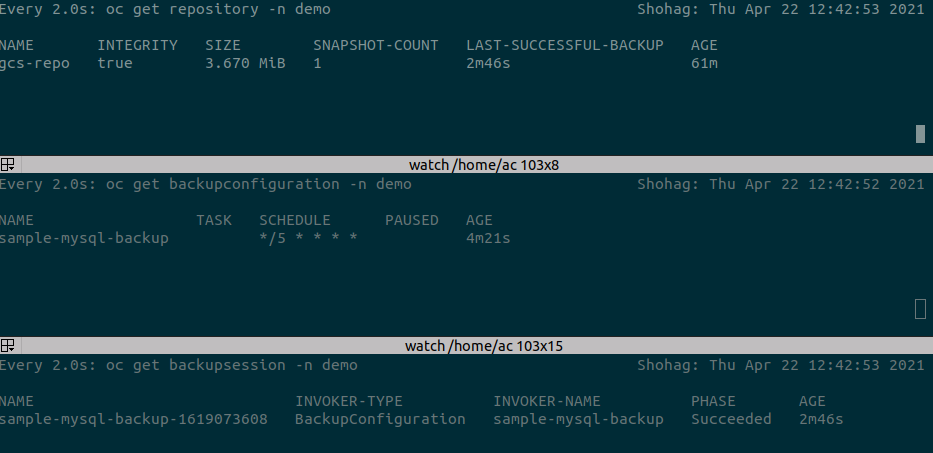 Every 2.0s: oc get repository -n demo Shohag: Thu Apr 22 12:42:53 2021
NAME INTEGRITY SIZE SNAPSHOT-COUNT LAST-SUCCESSFUL-BACKUP AGE
gcs-repo true 3.670 MiB 1 2m46s 61m
watch /home/ac 103x8
Every 2.0s: oc get backupconfiguration -n demo Shohag: Thu Apr 22 12:42:52 2021
NAME TASK SCHEDULE PAUSED AGE
sample-mysql-backup */5 * * * * 4m21s
watch /home/ac 103x15
Every 2.0s: oc get backupsession -n demo Shohag: Thu Apr 22 12:42:53 2021
NAME INVOKER-TYPE INVOKER-NAME PHASE AGE
sample-mysql-backup-1619073608 BackupConfiguration sample-mysql-backup Succeeded 2m46s